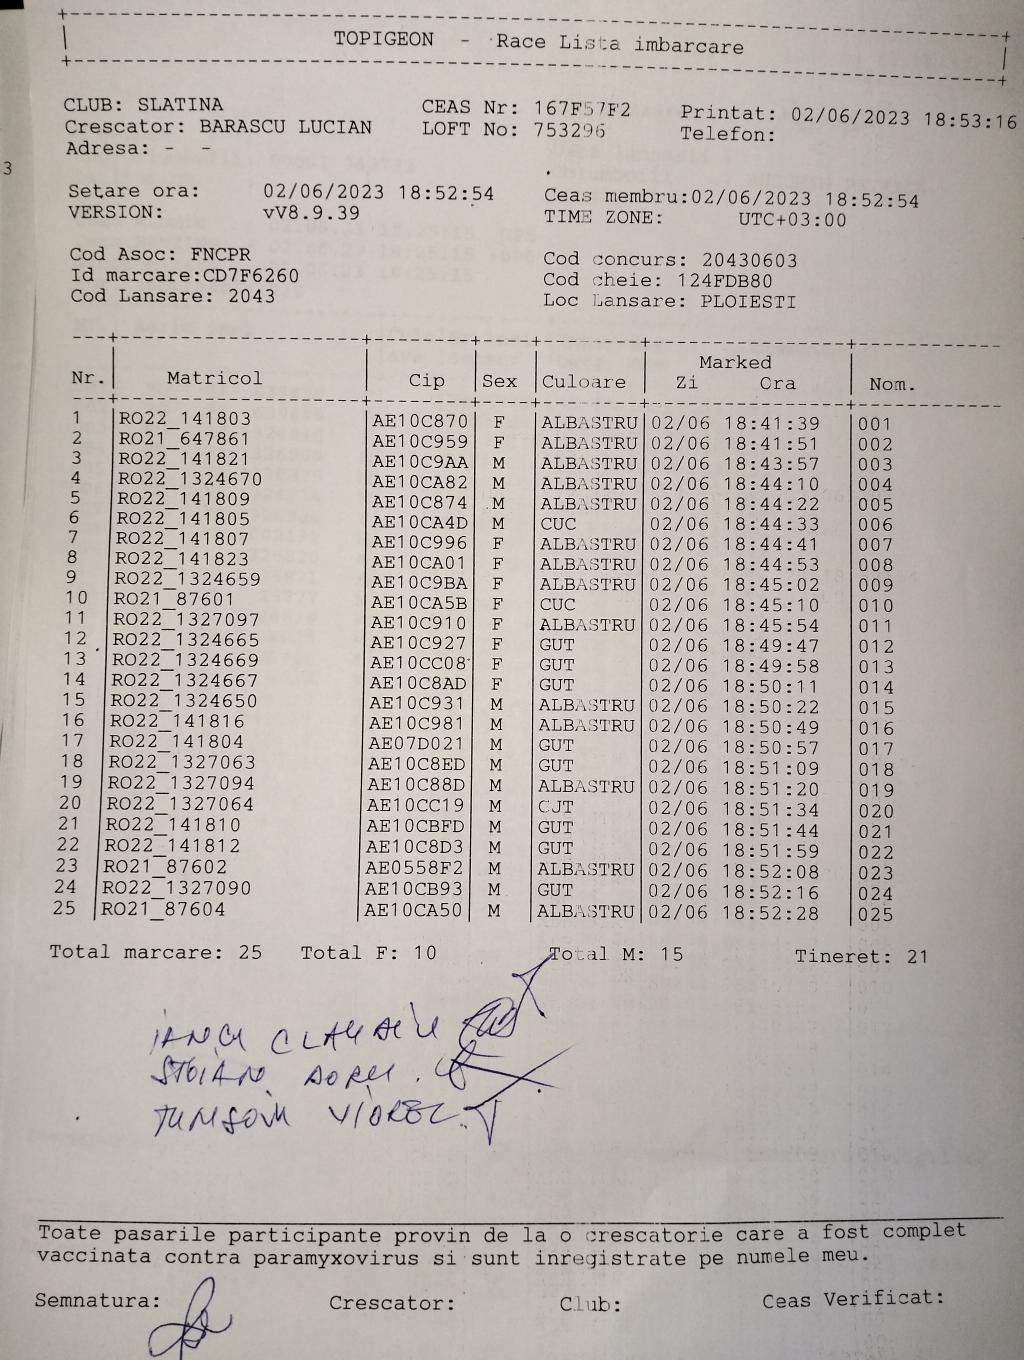 TOPIGEON - Race Lista imbarcare
CLUB: SLATINA CEAS Nr: 167F57F2 Printat: 02/06/2023 18:53:16
Crescator: BARASCU LUCIAN LOFT No: 753296 Telefon:
Adresa: - -
3
Setare ora: 02/06/2023 18:52:54 Ceas membru:02/06/2023 18:52:54
VERSION: vV8.9.39 TIME ZONE: UTC+03:00
Cod Asoc: FNCPR Cod concurs: 20430603
Id marcare:CD7F6260 Cod cheie: 124FDB80
Cod Lansare: 2043 Loc Lansare: PLOIESTI
Marked
Nr. Matricol Cip Sex Culoare Zi Ora Nom.
1 RO22_141803 AE10C870 F ALBASTRU 02/06 18:41:39 001
2 RO21_647861 AE10C959 F ALBASTRU 02/06 18:41:51 002
3 RO22_141821 AE10C9AA M ALBASTRU 02/06 18:43:57 003
4 RO22_1324670 AE10CA82 M ALBASTRU 02/06 18:44:10 004
5 RO22_141809 AE10C874 M ALBASTRU 02/06 18:44:22 005
6 RO22_141805 AE10CA4D M CUC 02/06 18:44:33 006
7 RO22_141807 AE10C996 F ALBASTRU 02/06 18:44:41 007
8 RO22_141823 AE10CA01 F ALBASTRU 02/06 18:44:53 008
9 RO22_1324659 AE10C9BA F ALBASTRU 02/06 18:45:02 009
10 RO21_87601 AE10CA5B F CUC 02/06 18:45:10 010
11 RO22_1327097 AE10C910 F ALBASTRU 02/06 18:45:54 011
12 RO22_1324665 AE10C927 F GUT 02/06 18:49:47 012
13 RO22_1324669 AE10CC08 F GUT 02/06 18:49:58 013
14 RO22_1324667 AE10C8AD F GUT 02/06 18:50:11 014
15 RO22_1324650 AE10C931 M ALBASTRU 02/06 18:50:22 015
16 RO22_141816 AE10C981 M ALBASTRU 02/06 18:50:49 016
17 RO22_141804 AE07D021 M GUT 02/06 18:50:57 017
18 RO22_1327063 AE10C8ED M GUT 02/06 18:51:09 018
19 RO22_1327094 AE10C88D M ALBASTRU 02/06 18:51:20 019
20 RO22_1327064 AE10CC19 M GUT 02/06 18:51:34 020
21 RO22_141810 AE10CBFD M GUT 02/06 18:51:44 021
22 RO22_141812 AE10C8D3 M GUT 02/06 18:51:59 022
23 RO21_87602 AE0558F2 M ALBASTRU 02/06 18:52:08 023
24 RO22_1327090 AE10CB93 M GUT 02/06 18:52:16 024
25 RO21_87604 AE10CA50 M ALBASTRU 02/06 18:52:28 025
Total marcare: 25 Total F: 10 Total M: 15 Tineret: 21
IANCU CLAUDIU
STOIAN DORU
VIOREL
Toate pasarile participante provin de la o crescatorie care a fost complet
vaccinata contra paramyxovirus si sunt inregistrate pe numele meu.
Semnatura: Crescator: Club: Ceas Verificat: